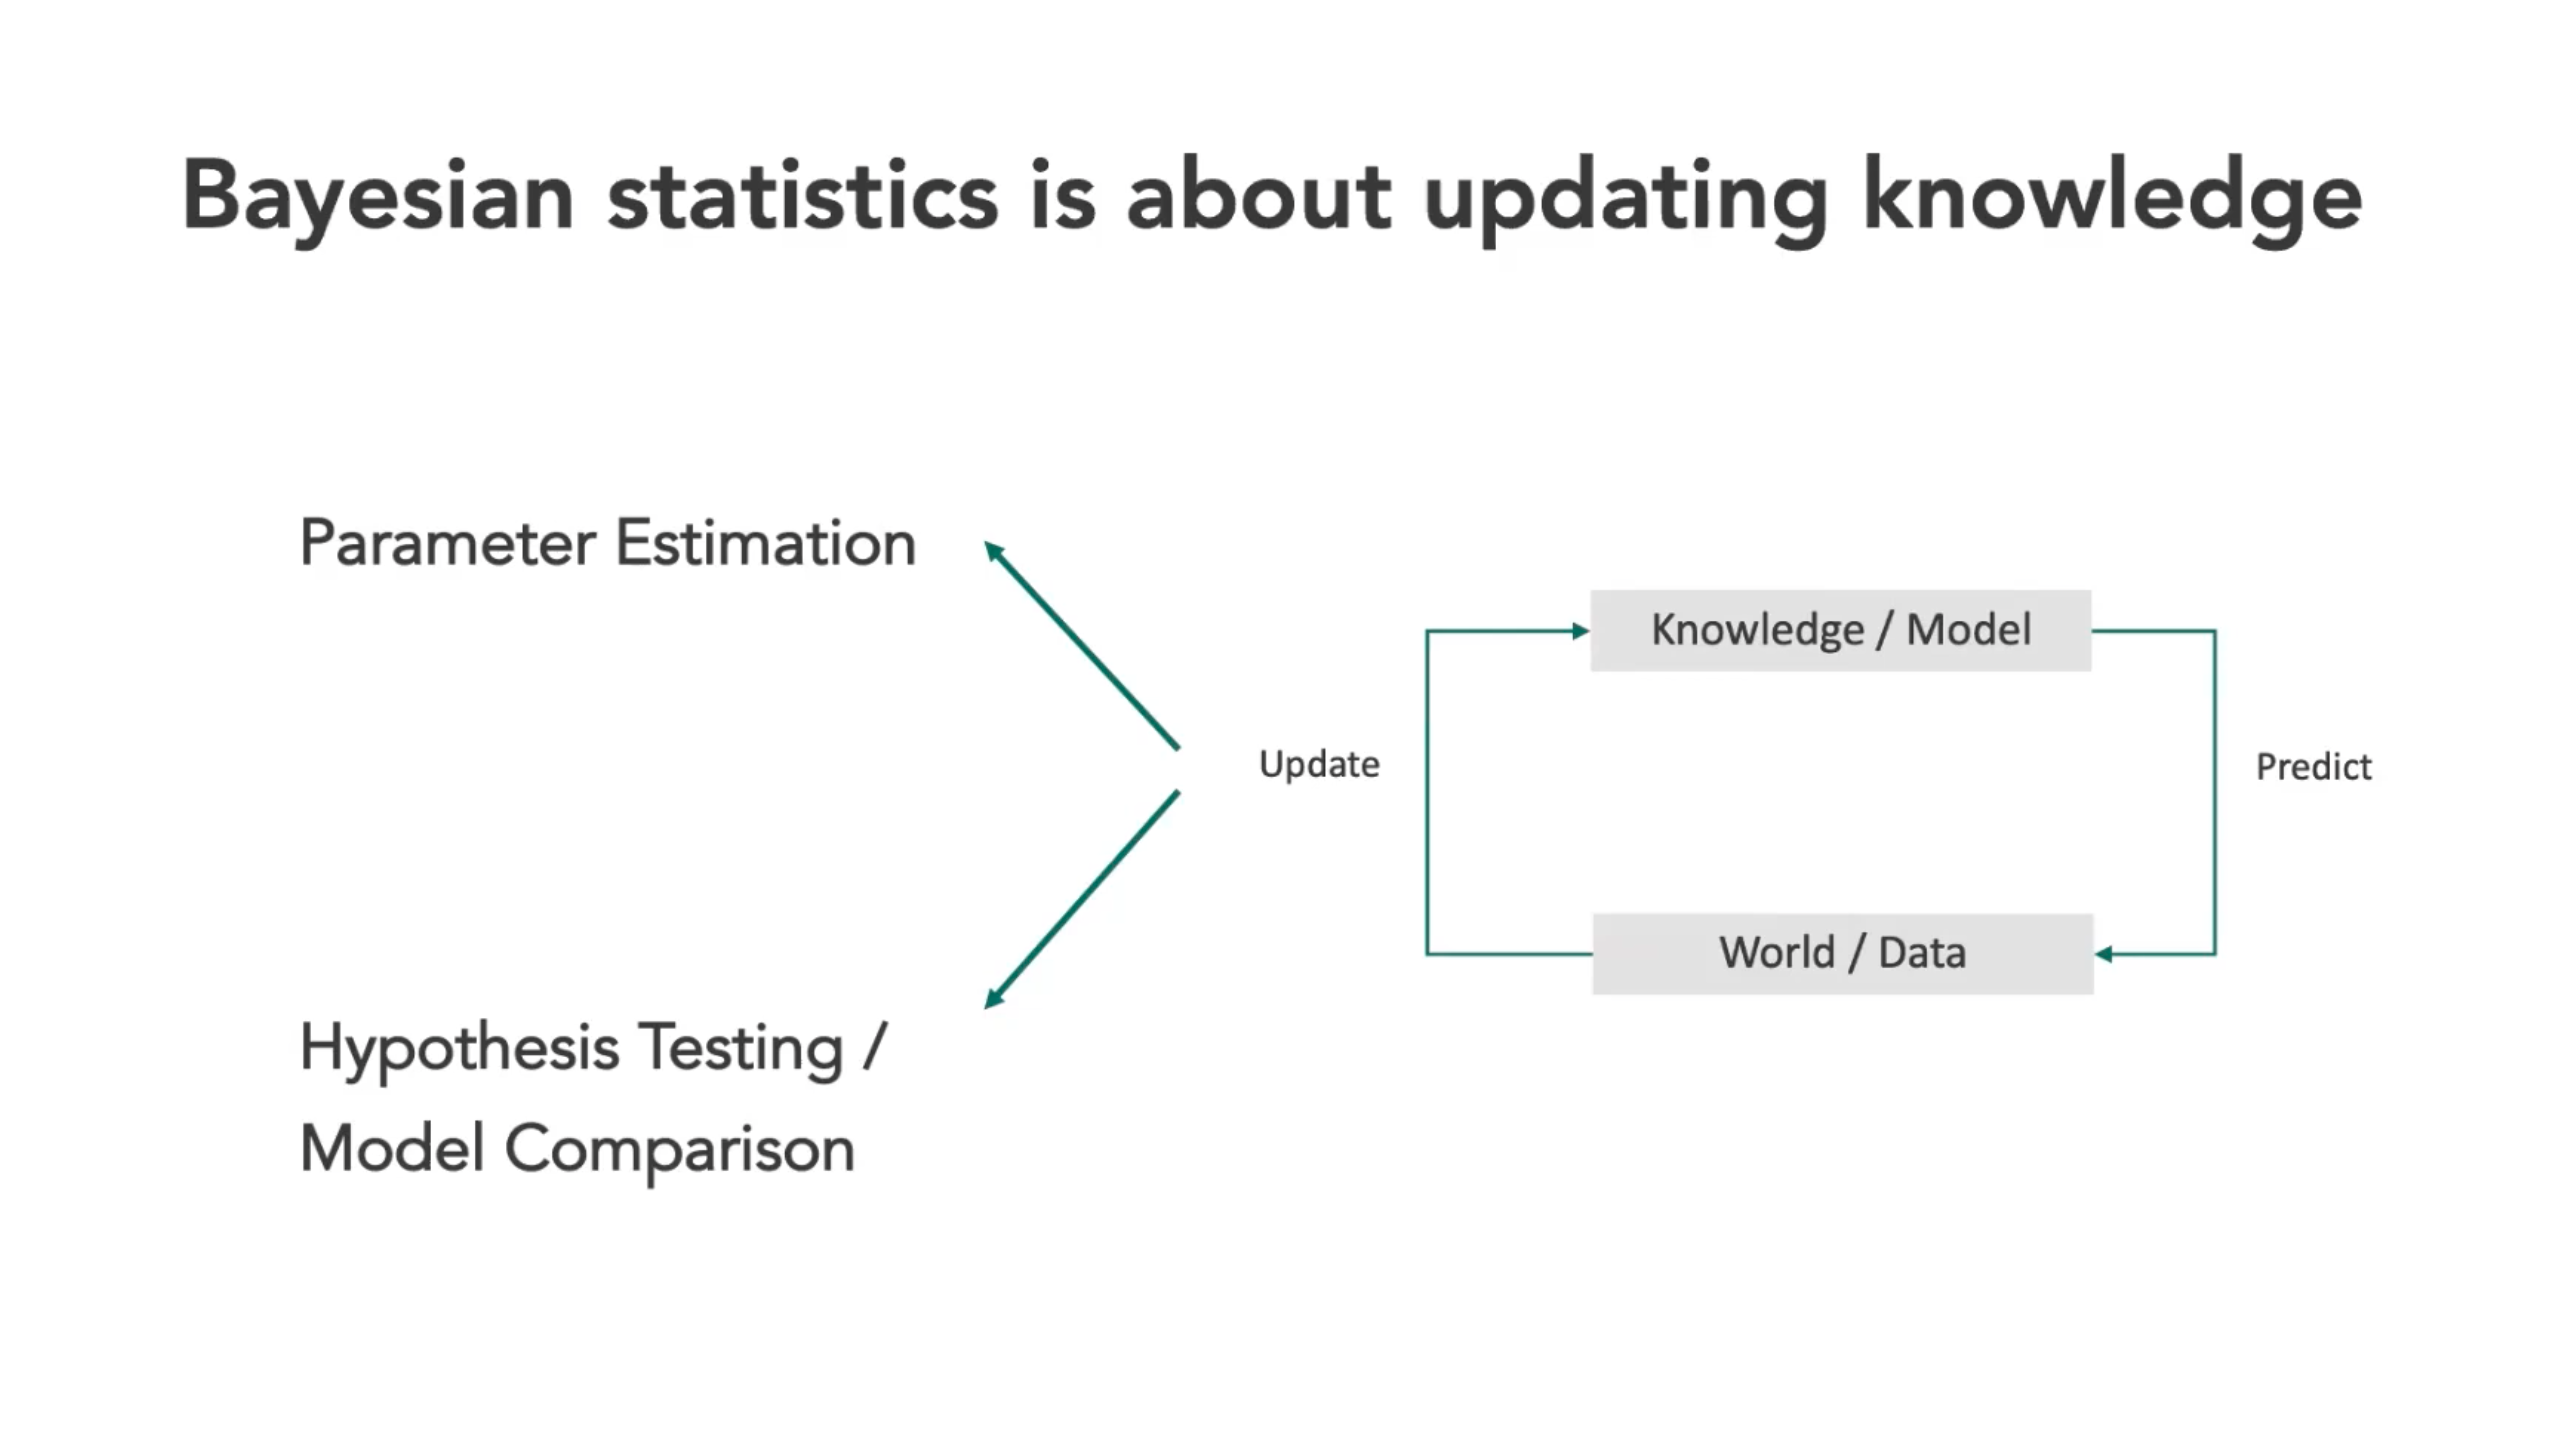 Bayesian statistics is about updating knowledge
Parameter Estimation
Hypothesis Testing /
Model Comparison
Update
Knowledge / Model
World / Data
Predict